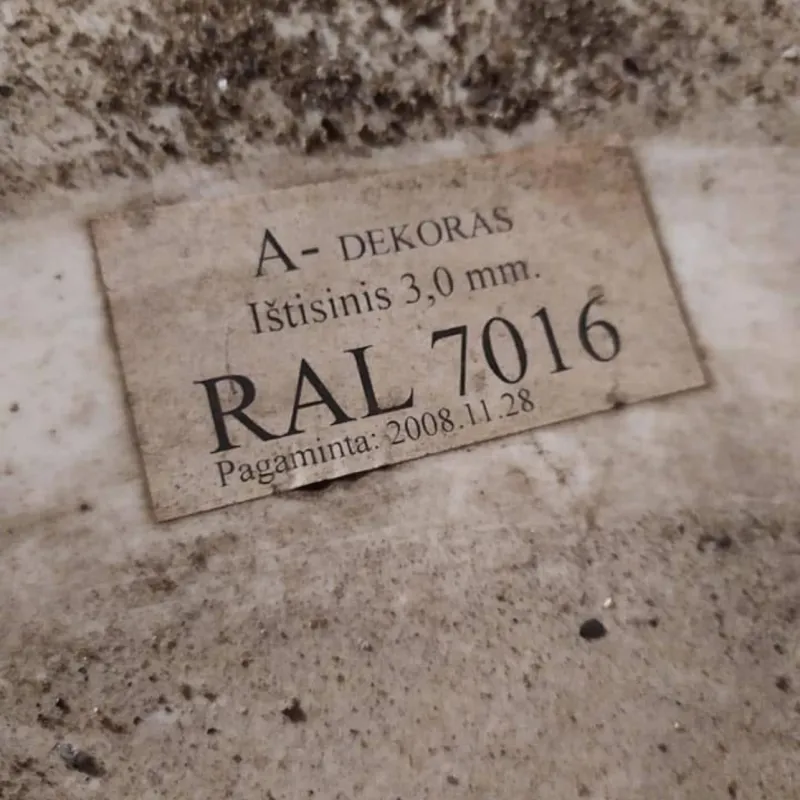 A- DEKORAS
Ištisinis 3,0 mm.
RAL 7016
Pagaminta: 2008.11.28